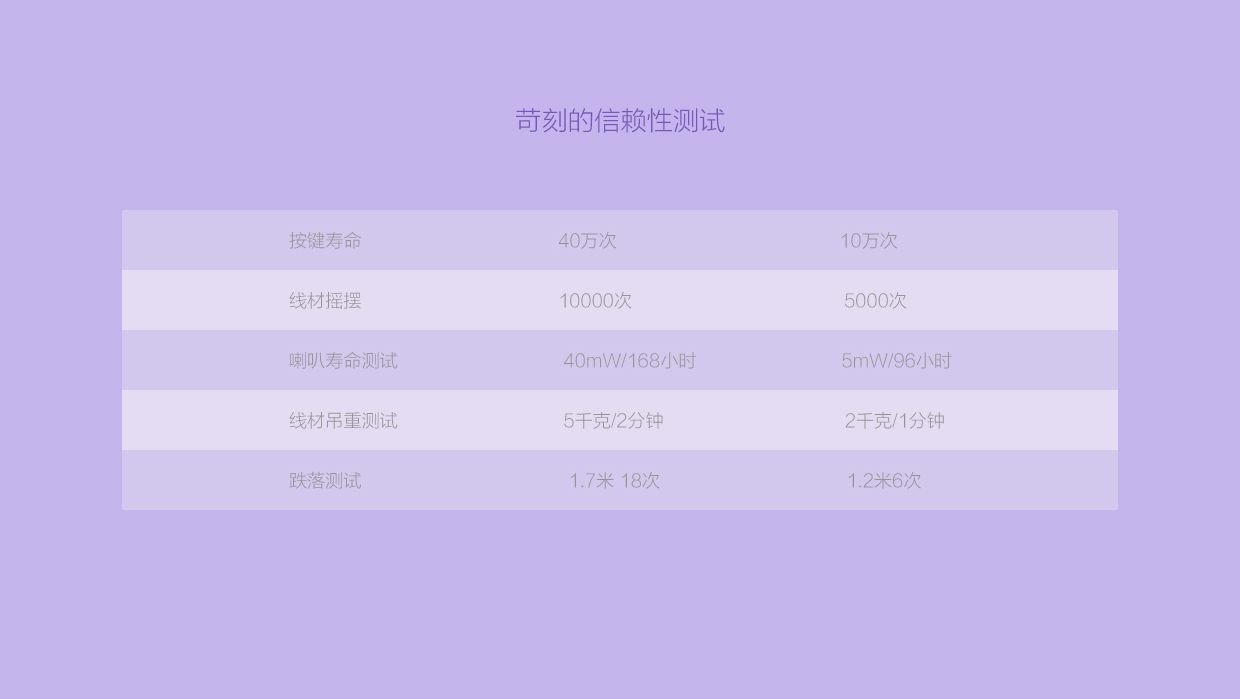 苛刻的信赖性测试
按键寿命 40万次 10万次
线材摇摆 10000次 5000次
喇叭寿命测试 40mW/168小时 5mW/96小时
线材吊重测试 5千克/2分钟 2千克/1分钟
跌落测试 1.7米 18次 1.2米6次